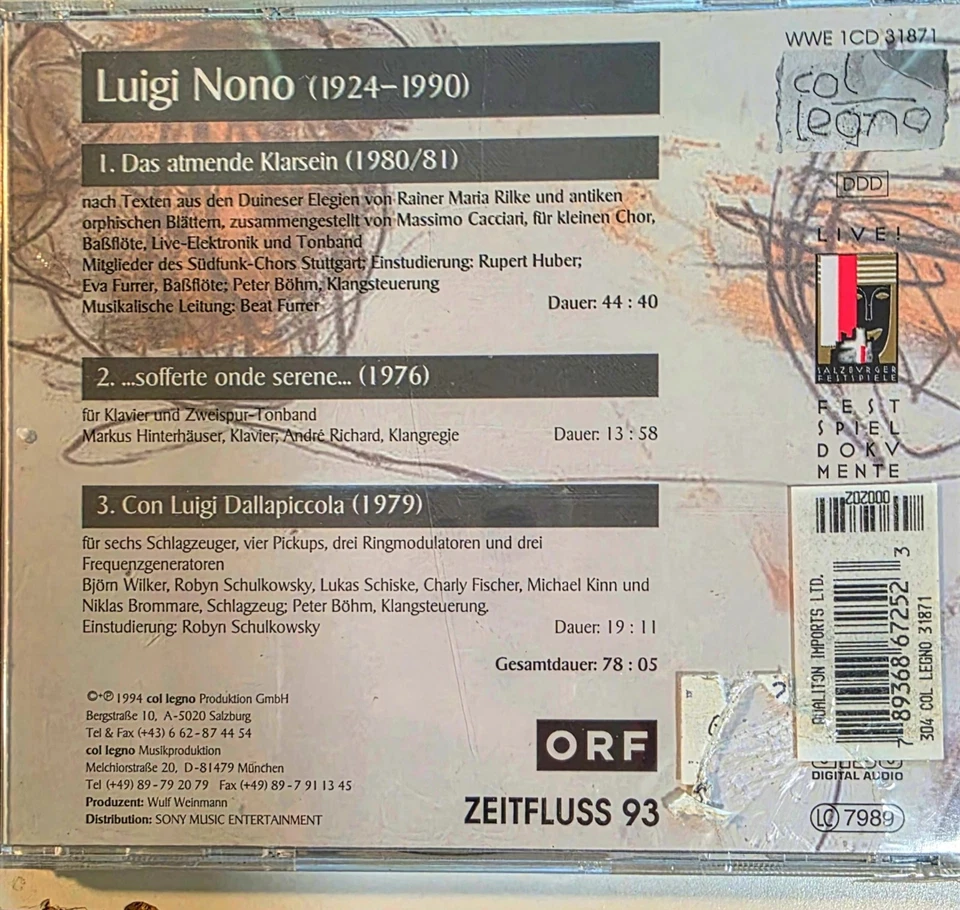 Luigi Nono (1924–1990)
1. Das atmende Klarsein (1980/81)
nach Texten aus den Duineser Elegien von Rainer Maria Rilke und antiken
orphischen Blättern, zusammengestellt von Massimo Cacciari, für kleinen Chor,
Baßflöte, Live-Elektronik und Tonband
Mitglieder des Südfunk-Chors Stuttgart; Einstudierung: Rupert Huber;
Eva Furrer, Baßflöte; Peter Böhm, Klangsteuerung
Musikalische Leitung: Beat Furrer Dauer: 44 : 40
2. ...sofferte onde serene... (1976)
für Klavier und Zweispur-Tonband
Markus Hinterhäuser, Klavier; André Richard, Klangregie Dauer: 13 : 58
3. Con Luigi Dallapiccola (1979)
für sechs Schlagzeuger, vier Pickups, drei Ringmodulatoren und drei
Frequenzgeneratoren
Björn Wilker, Robyn Schulkowsky, Lukas Schiske, Charly Fischer, Michael Kinn und
Niklas Brommare, Schlagzeug; Peter Böhm, Klangsteuerung.
Einstudierung: Robyn Schulkowsky Dauer: 19 : 11
Gesamtdauer: 78 : 05
©+℗ 1994 col legno Produktion GmbH
Bergstraße 10, A-5020 Salzburg
Tel & Fax (+43) 6 62-87 44 54
col legno Musikproduktion
Melchiorstraße 20, D-81479 München
Tel (+49) 89-79 20 79 Fax (+49) 89-7 91 13 45
Produzent: Wulf Weinmann
Distribution: SONY MUSIC ENTERTAINMENT
ORF
ZEITFLUSS 93
WWE 1CD 31871
col
legno
DDD
LIVE!
SALZBURGER
FESTSPIELE
FEST
SPIEL
DOKV
MENTE
202000
QUALITON IMPORTS LTD.
7 89368 67252 3
304 COL LEGNO 31871
DIGITAL AUDIO
LC 7989